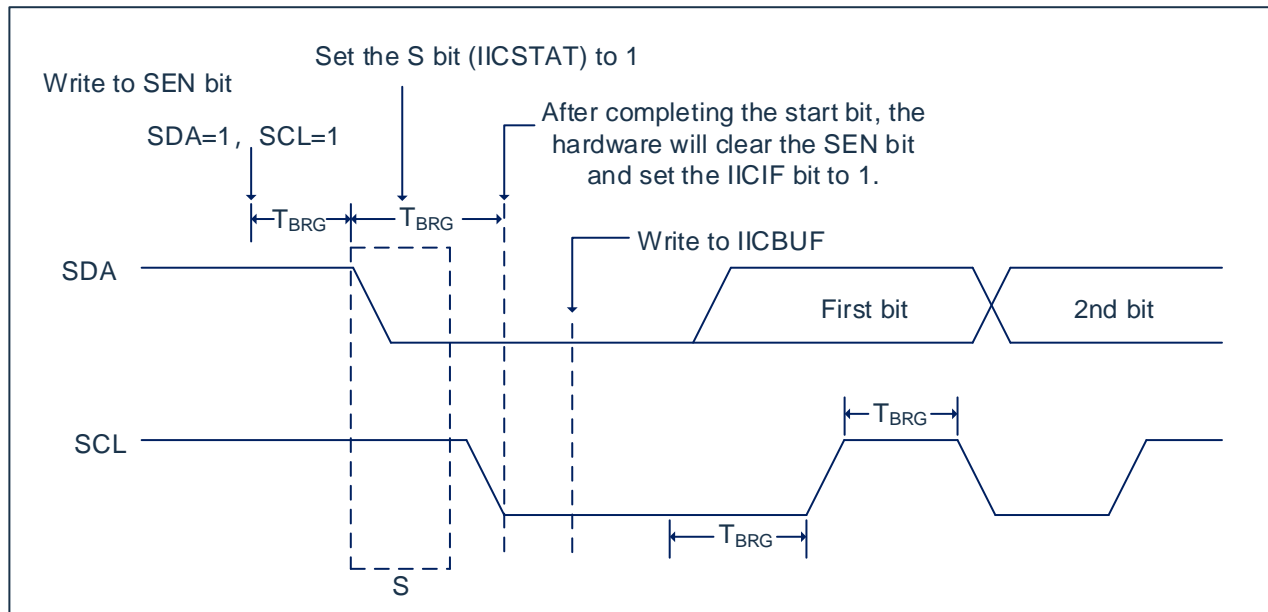 Set the S bit (IICSTAT) to 1
Write to SEN bit
SDA=1, SCL=1
After completing the start bit, the
hardware will clear the SEN bit
and set the IICIF bit to 1.
TBRG
TBRG
Write to IICBUF
SDA
First bit
2nd bit
TBRG
SCL
TBRG
S